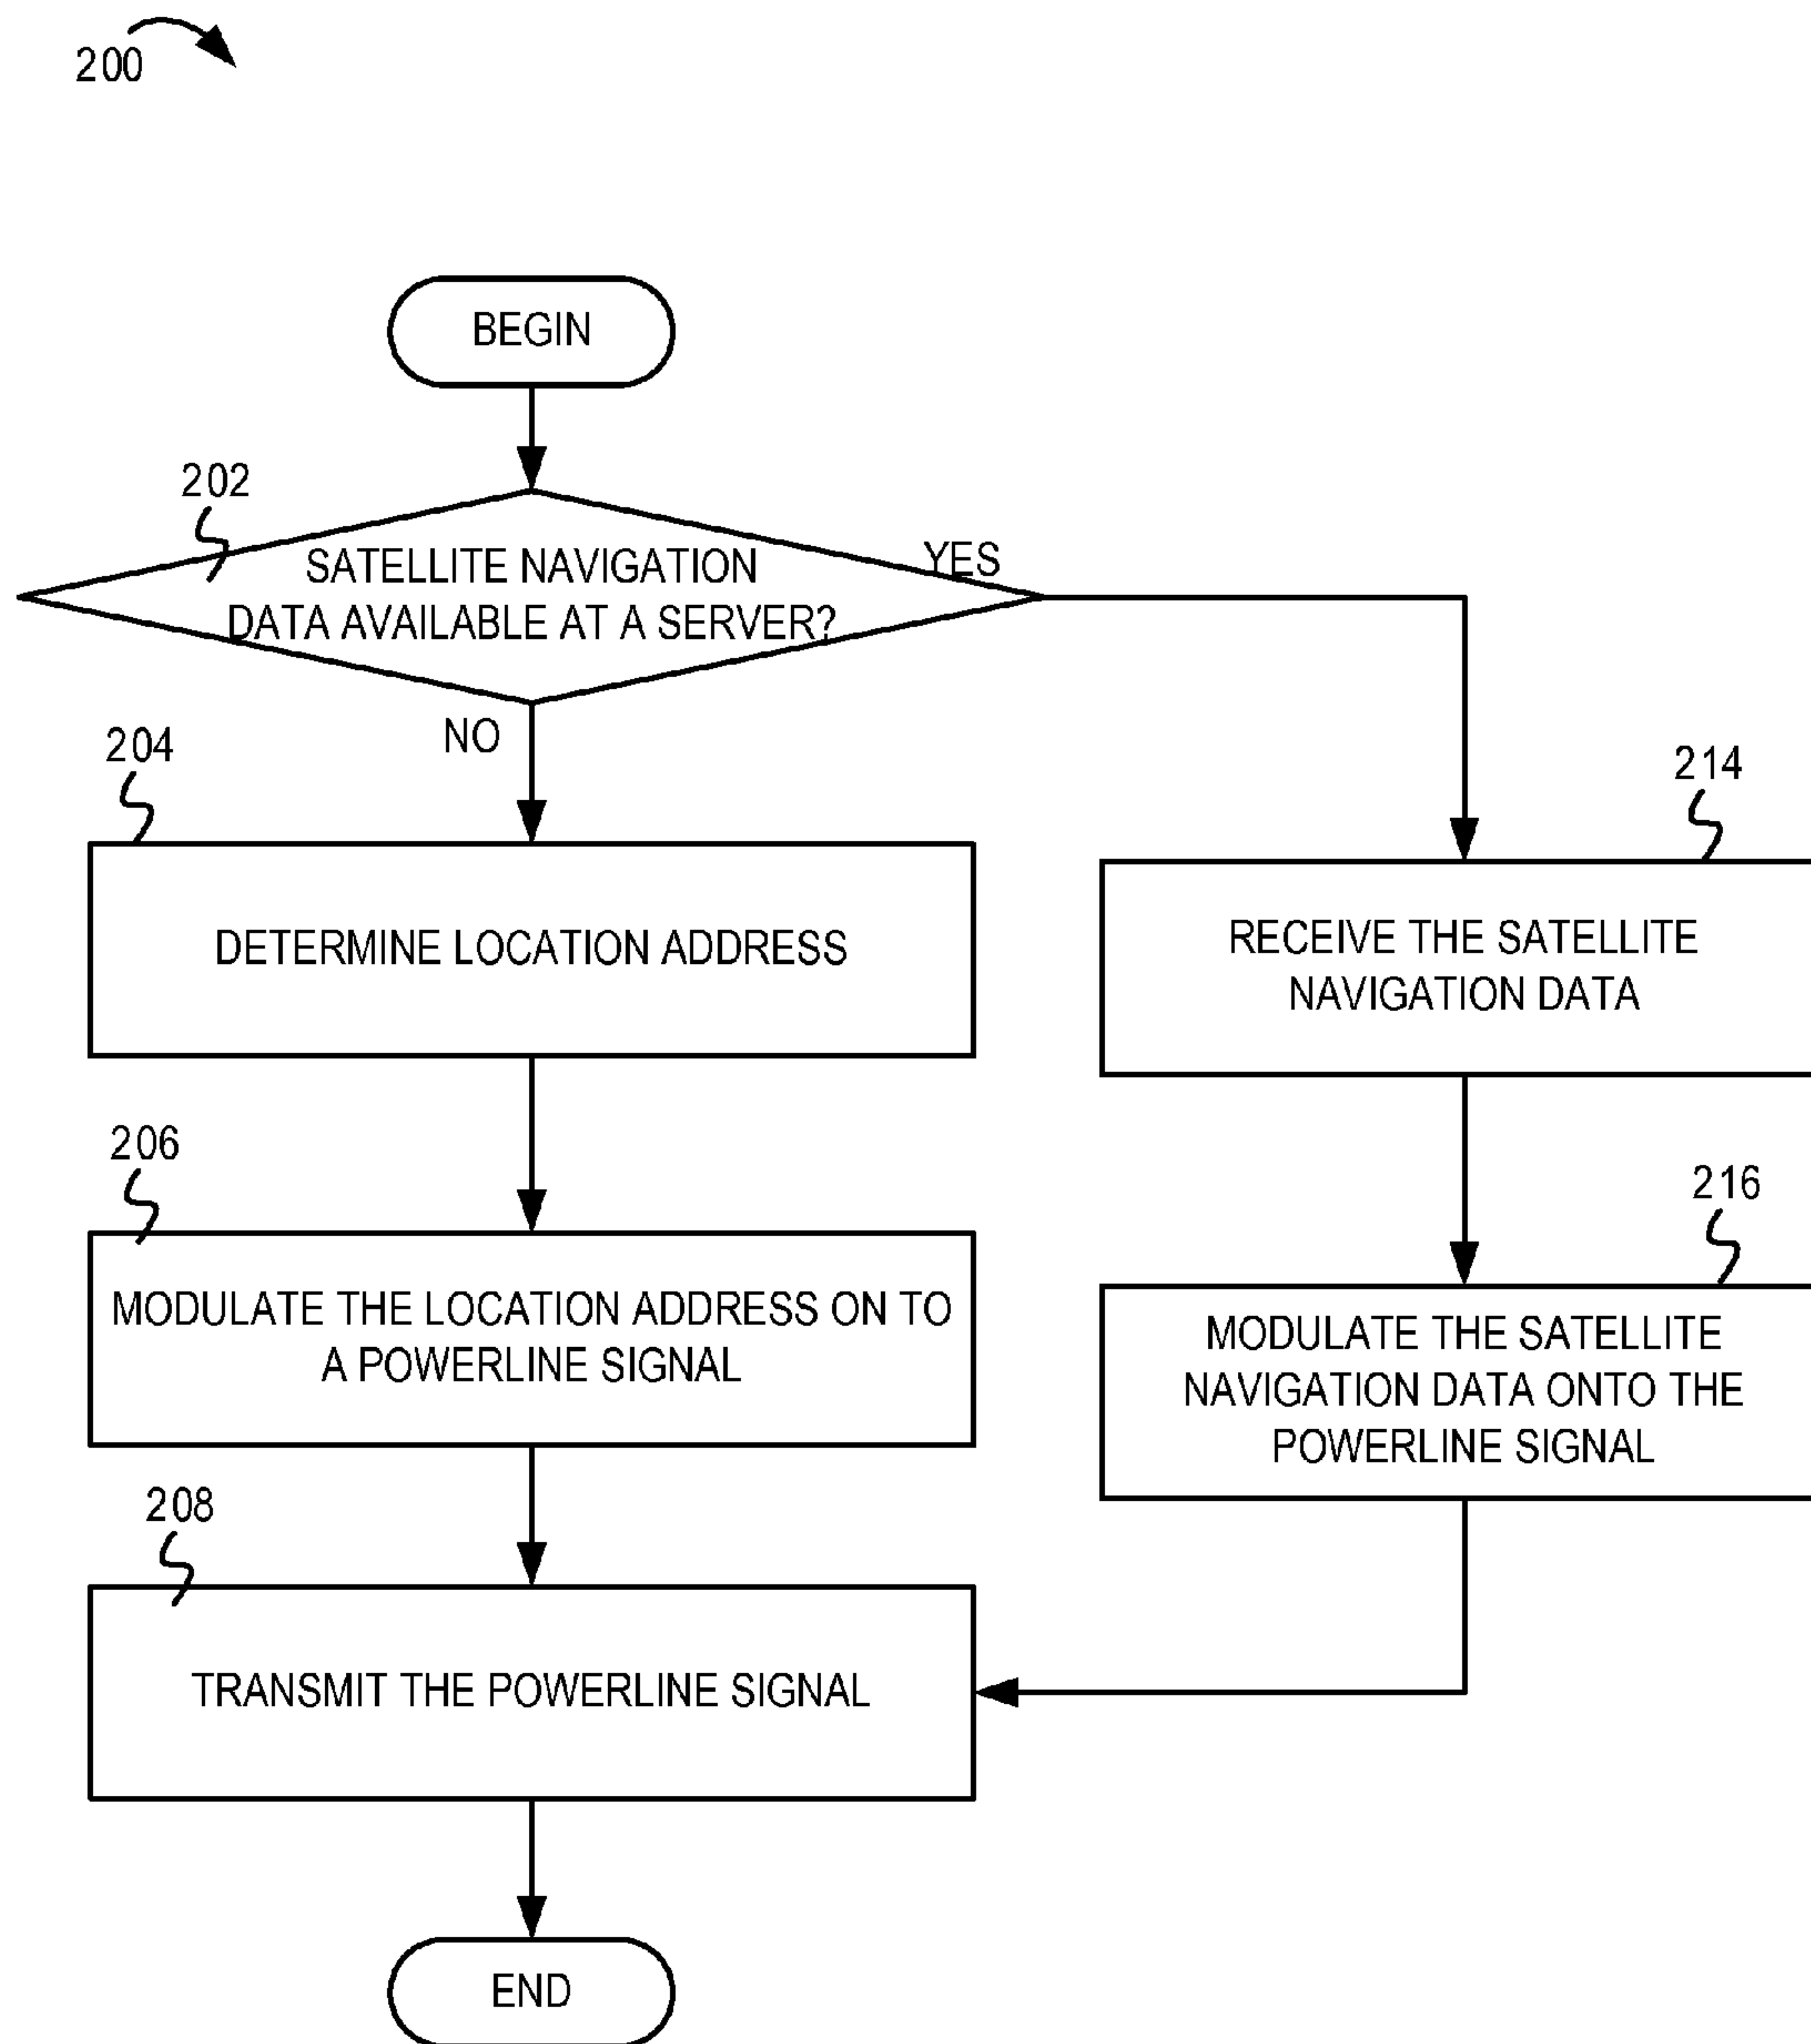 200
BEGIN
202
SATELLITE NAVIGATION
DATA AVAILABLE AT A SERVER?
YES
NO
204
DETERMINE LOCATION ADDRESS
214
RECEIVE THE SATELLITE
NAVIGATION DATA
206
MODULATE THE LOCATION ADDRESS ON TO
A POWERLINE SIGNAL
216
MODULATE THE SATELLITE
NAVIGATION DATA ONTO THE
POWERLINE SIGNAL
208
TRANSMIT THE POWERLINE SIGNAL
END